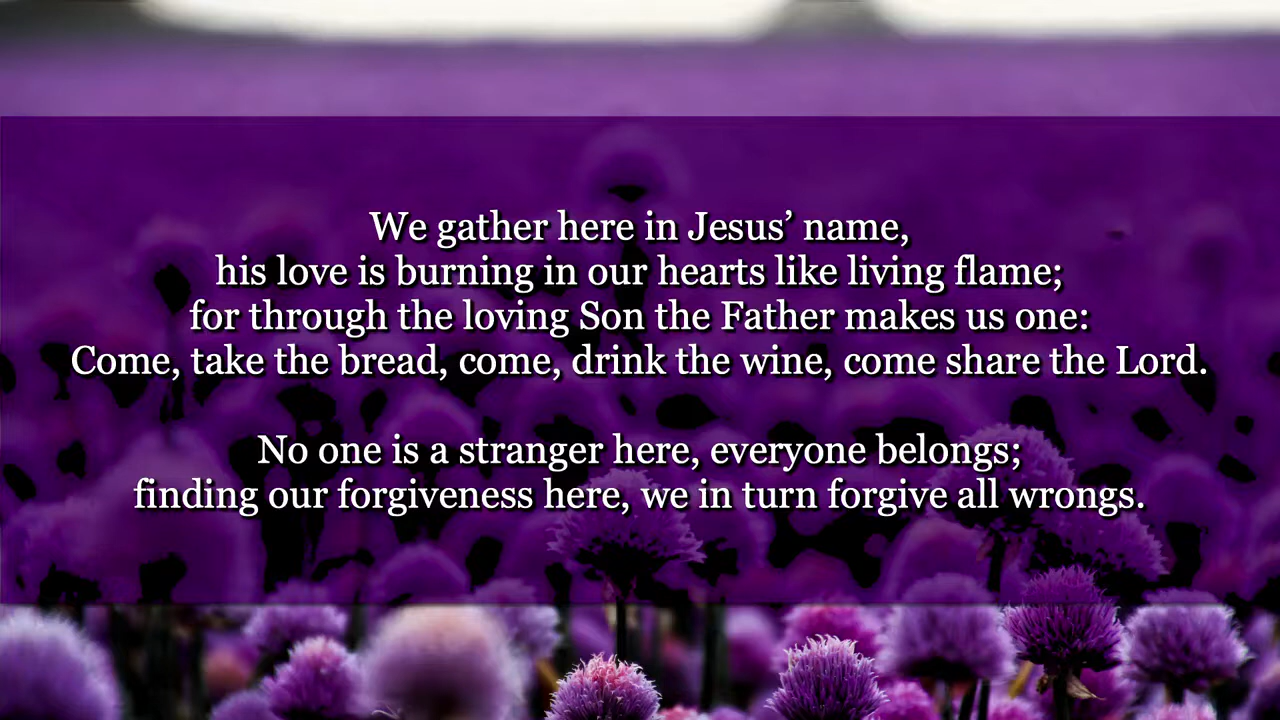 We gather here in Jesus’ name,
his love is burning in our hearts like living flame;
for through the loving Son the Father makes us one:
Come, take the bread, come, drink the wine, come share the Lord.
No one is a stranger here, everyone belongs;
finding our forgiveness here, we in turn forgive all wrongs.